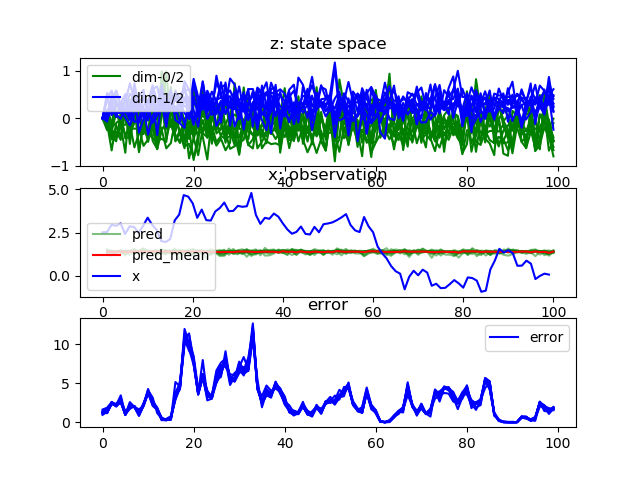 z: state space
1
0
−1
dim-0/2
dim-1/2
0 20 40 60 80 100
x: observation
5.0
2.5
0.0
pred
pred_mean
x
0 20 40 60 80 100
error
10
5
0
error
0 20 40 60 80 100